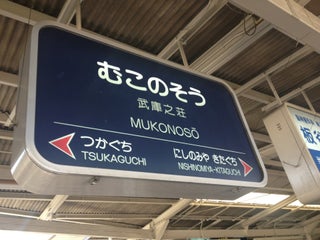 むこのそう
武庫之荘
MUKONOSŌ
つかぐち
TSUKAGUCHI
にしのみや きたぐち
NISHINOMIYA-KITAGUCHI